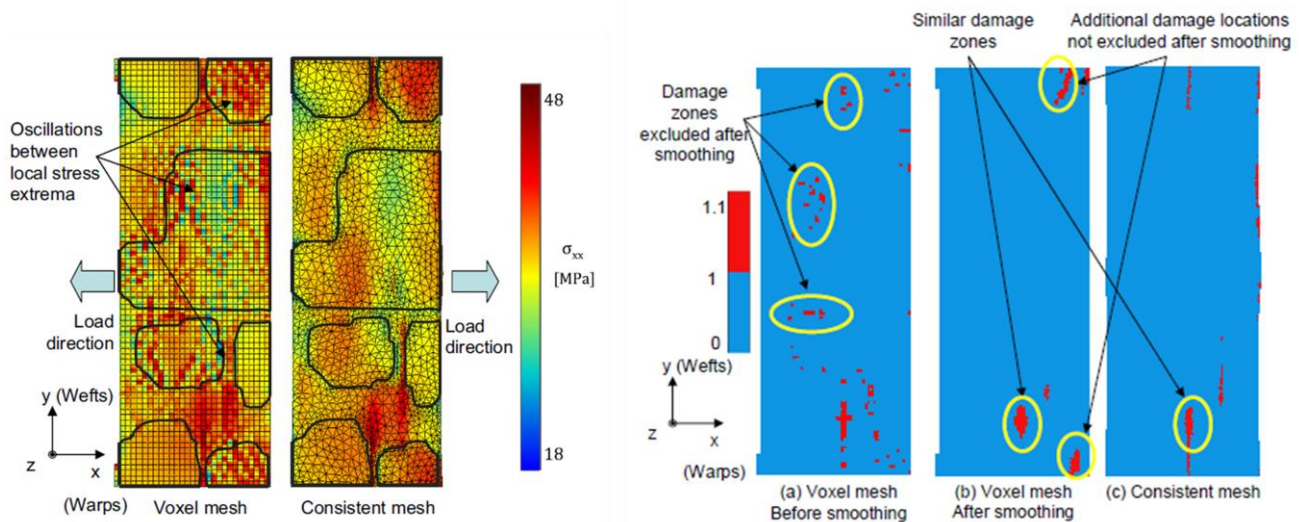 Oscillations
between
local stress
extrema
Load
direction
y (Wefts)
z
x
(Warps)
Voxel mesh
Consistent mesh
Load
direction
48
σxx
[MPa]
18
Similar damage
zones
Additional damage locations
not excluded after smoothing
Damage
zones
excluded after
smoothing
1.1
1
0
y (Wefts)
z
x
(Warps)
(a) Voxel mesh
Before smoothing
(b) Voxel mesh
After smoothing
(c) Consistent mesh